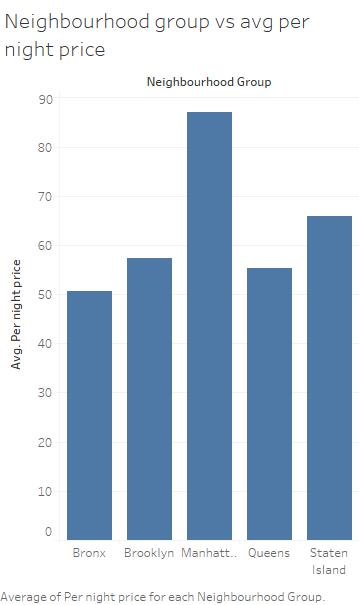 Neighbourhood group vs avg per
night price
Neighbourhood Group
90
80
70
60
50
40
30
20
10
0
Avg. Per night price
Bronx
Brooklyn
Manhatt..
Queens
Staten
Island
Average of Per night price for each Neighbourhood Group.